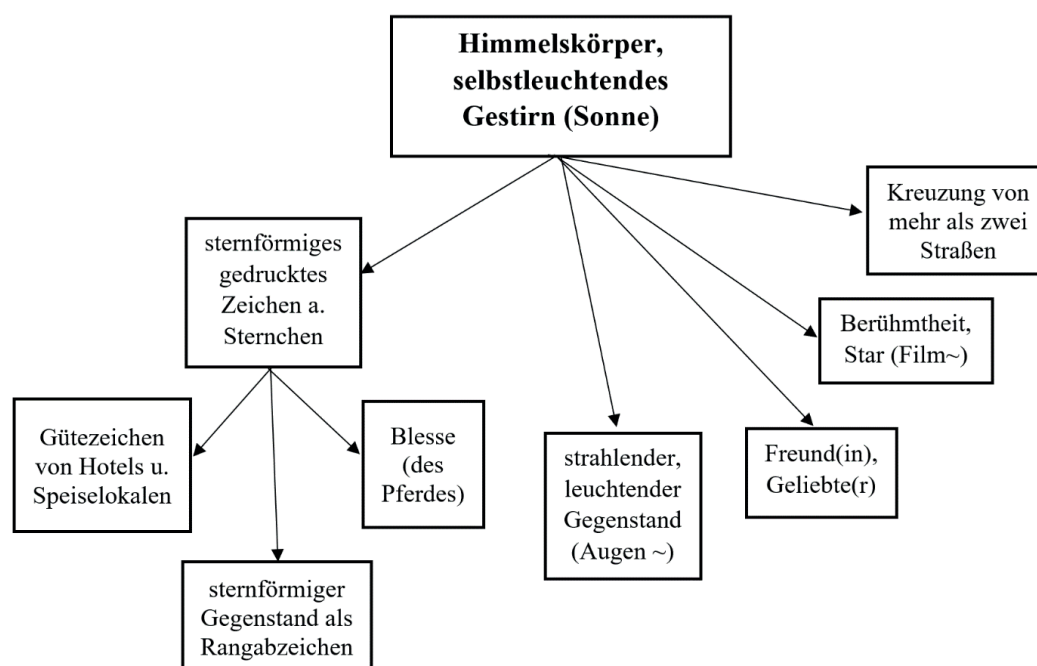 Himmelskörper,
selbstleuchtendes
Gestirn (Sonne)
Kreuzung von
mehr als zwei
Straßen
sternförmiges
gedrucktes
Zeichen a.
Sternchen
Berühmtheit,
Star (Film~)
Gütezeichen
von Hotels u.
Speiselokalen
Blesse
(des
Pferdes)
strahlender,
leuchtender
Gegenstand
(Augen ~)
Freund(in),
Geliebte(r)
sternförmiger
Gegenstand als
Rangabzeichen